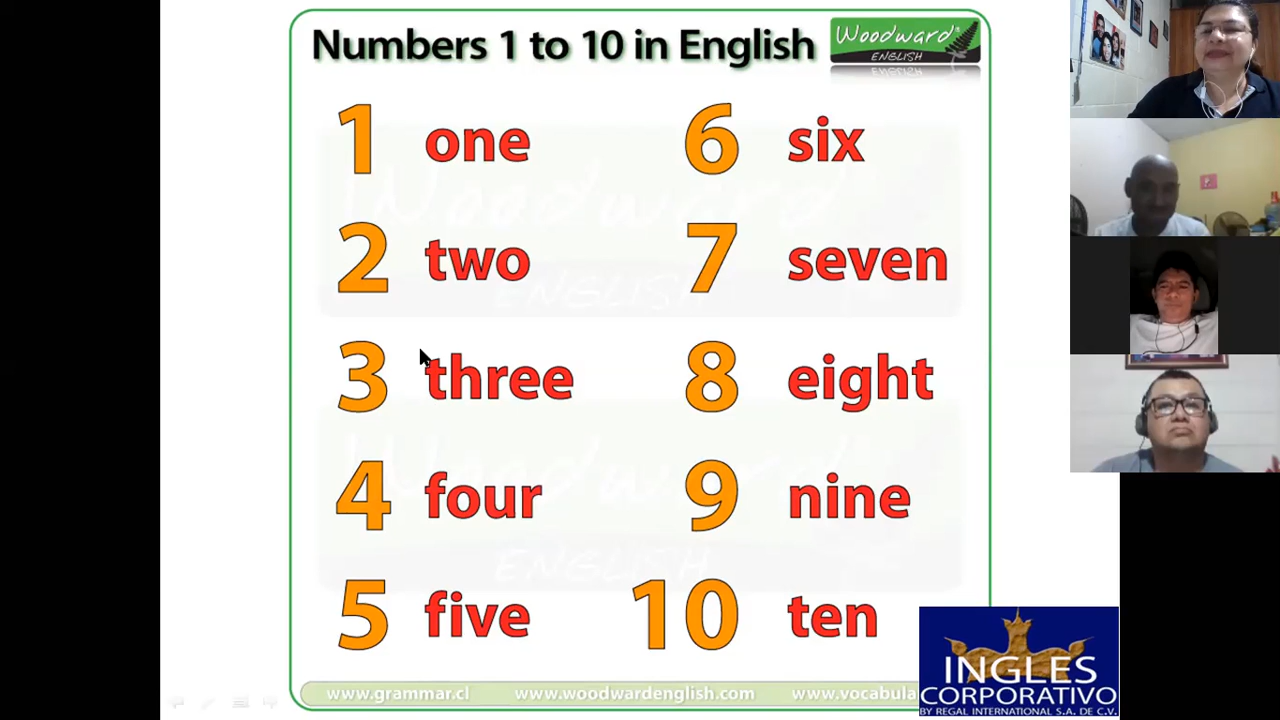 Numbers 1 to 10 in English
Woodward®
ENGLISH
1 one
2 two
3 three
4 four
5 five
6 six
7 seven
8 eight
9 nine
10 ten
www.grammar.cl www.woodwardenglish.com www.vocabula
INGLES
CORPORATIVO
BY REGAL INTERNATIONAL S.A. DE C.V.